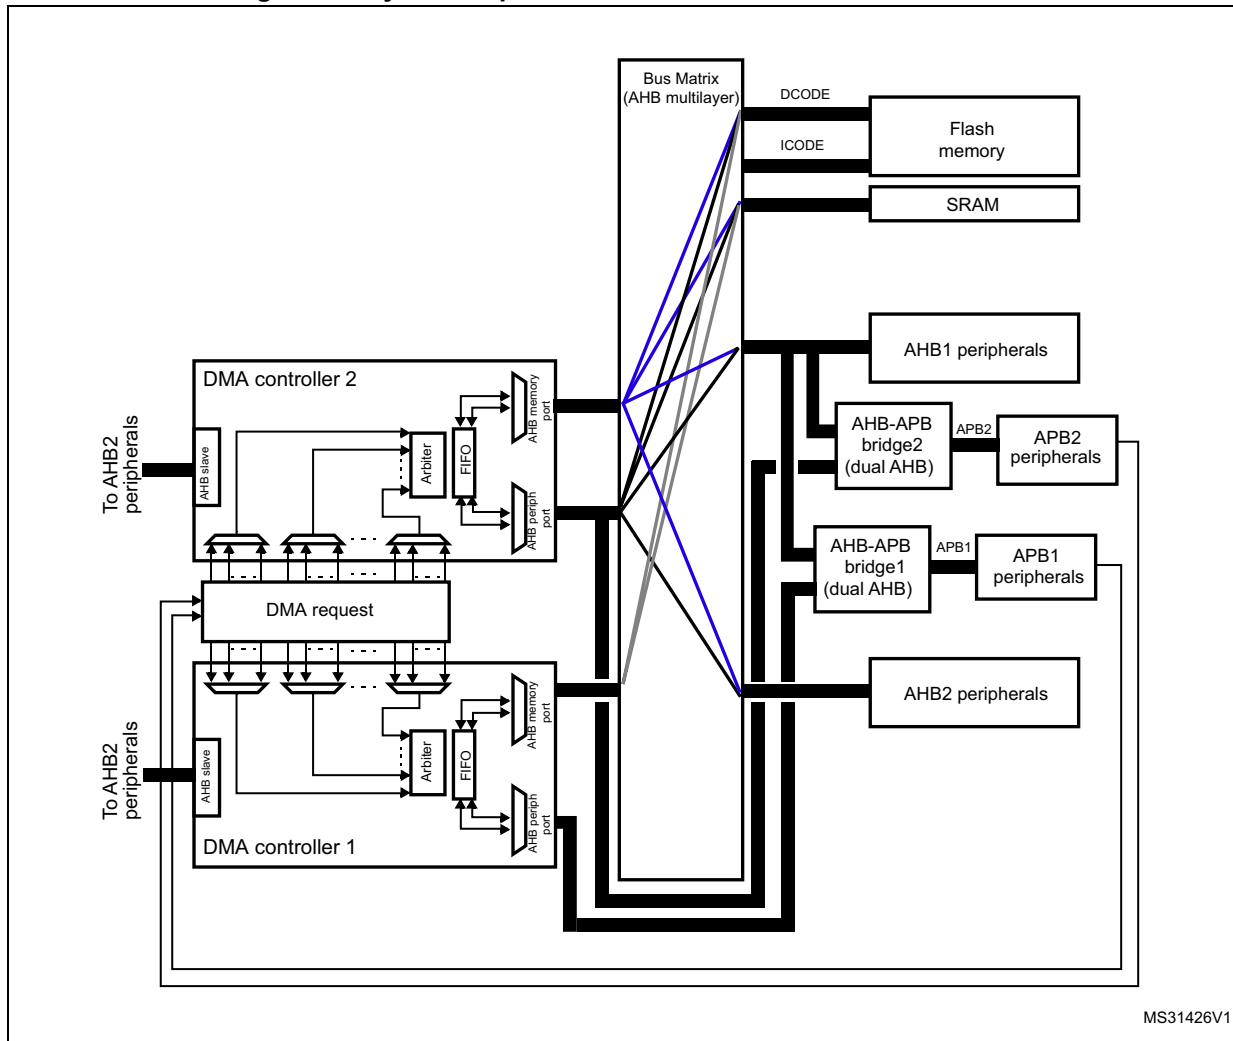 Bus Matrix
(AHB multilayer)
DCODE
ICODE
Flash
memory
SRAM
AHB1 peripherals
AHB-APB
bridge2
(dual AHB)
APB2
APB2
peripherals
AHB-APB
bridge1
(dual AHB)
APB1
APB1
peripherals
AHB2 peripherals
DMA controller 2
To AHB2
peripherals
AHB slave
Arbiter
FIFO
AHB memory
port
AHB periph
port
DMA request
To AHB2
peripherals
AHB slave
Arbiter
FIFO
AHB memory
port
AHB periph
port
DMA controller 1
MS31426V1